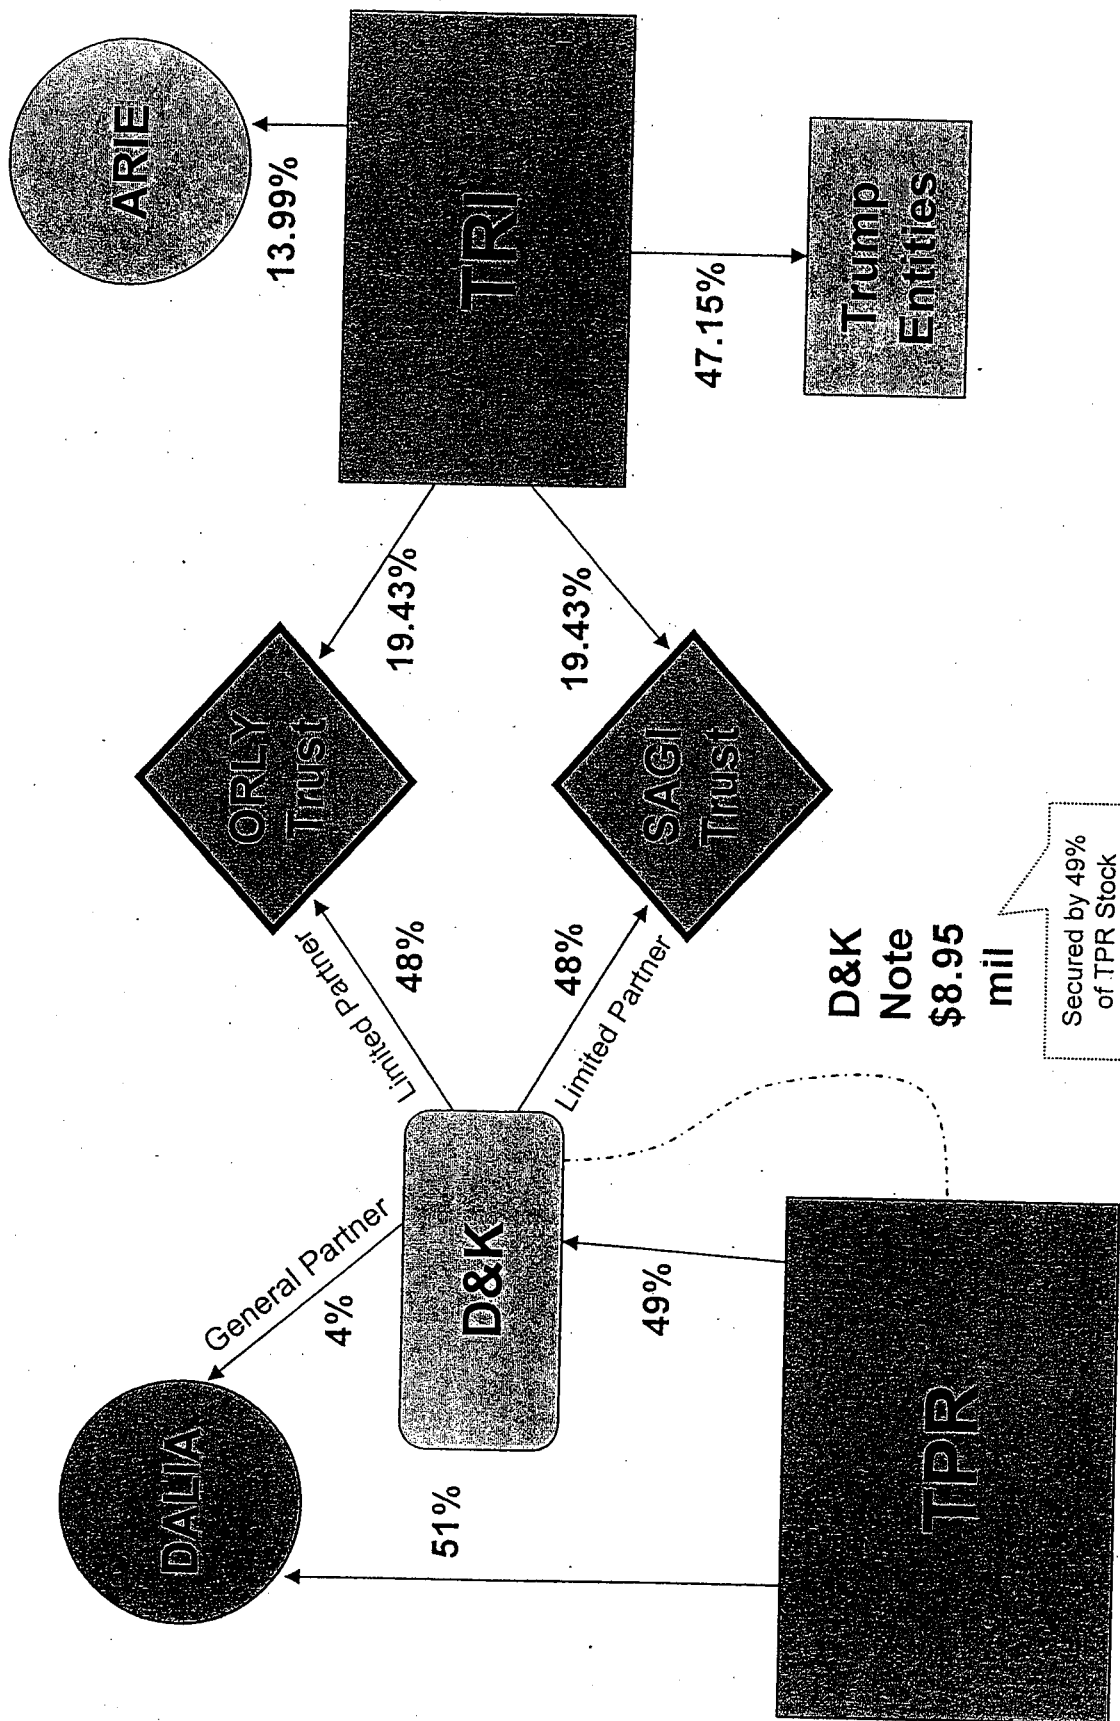 DALIA
General Partner
4%
51%
D&K
49%
TPR
Limited Partner
48%
48%
Limited Partner
ORLY
Trust
SAGI
Trust
19.43%
19.43%
D&K
Note
$8.95
mil
Secured by 49%
of TPR Stock
ARIE
13.99%
TRI
47.15%
Trump
Entities